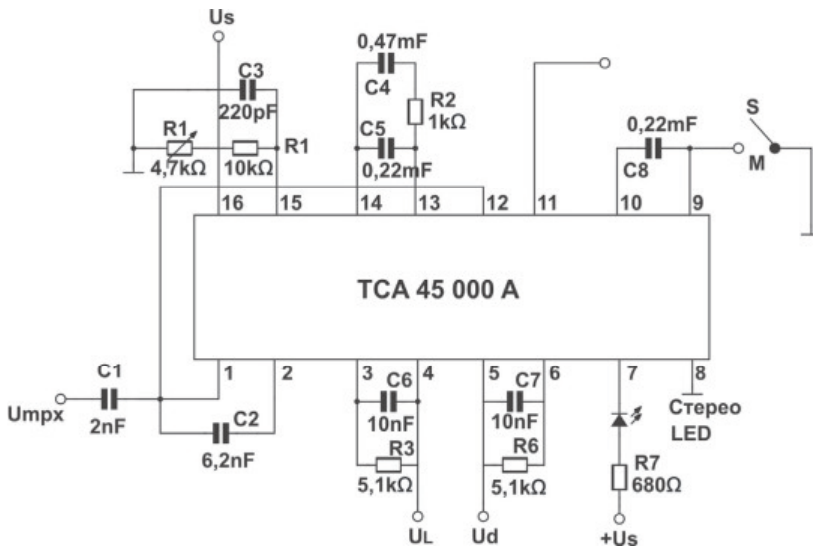 Us
0,47mF
C3
220pF
C4
R2
1kΩ
R1
4,7kΩ
10kΩ
R1
C5
0,22mF
0,22mF
C8
S
M
16 15 14 13 12 11 10 9
TCA 45 000 A
1 2 3 4 5 6 7 8
C1
2nF
Umpx
C2
6,2nF
C6
10nF
R3
5,1kΩ
UL
C7
10nF
R6
5,1kΩ
Ud
Стерео
LED
R7
680Ω
+Us